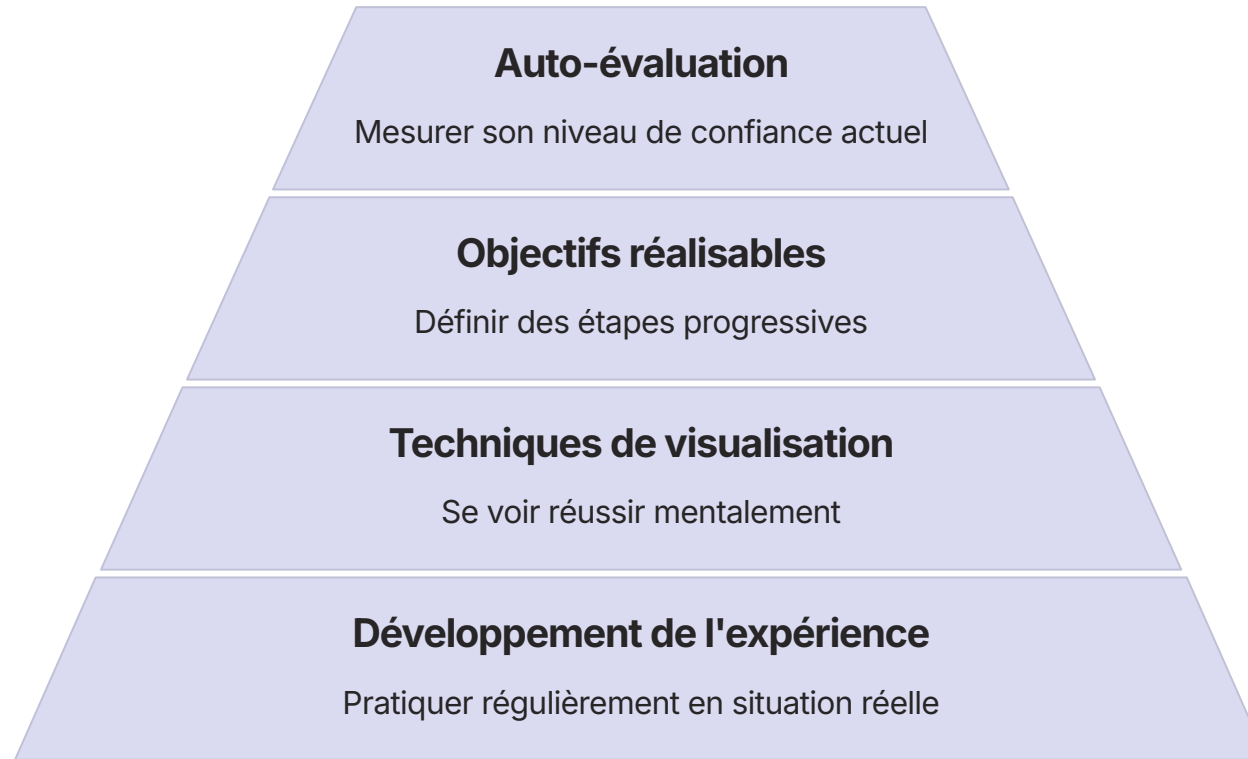 Auto-évaluation
Mesurer son niveau de confiance actuel
Objectifs réalisables
Définir des étapes progressives
Techniques de visualisation
Se voir réussir mentalement
Développement de l'expérience
Pratiquer régulièrement en situation réelle